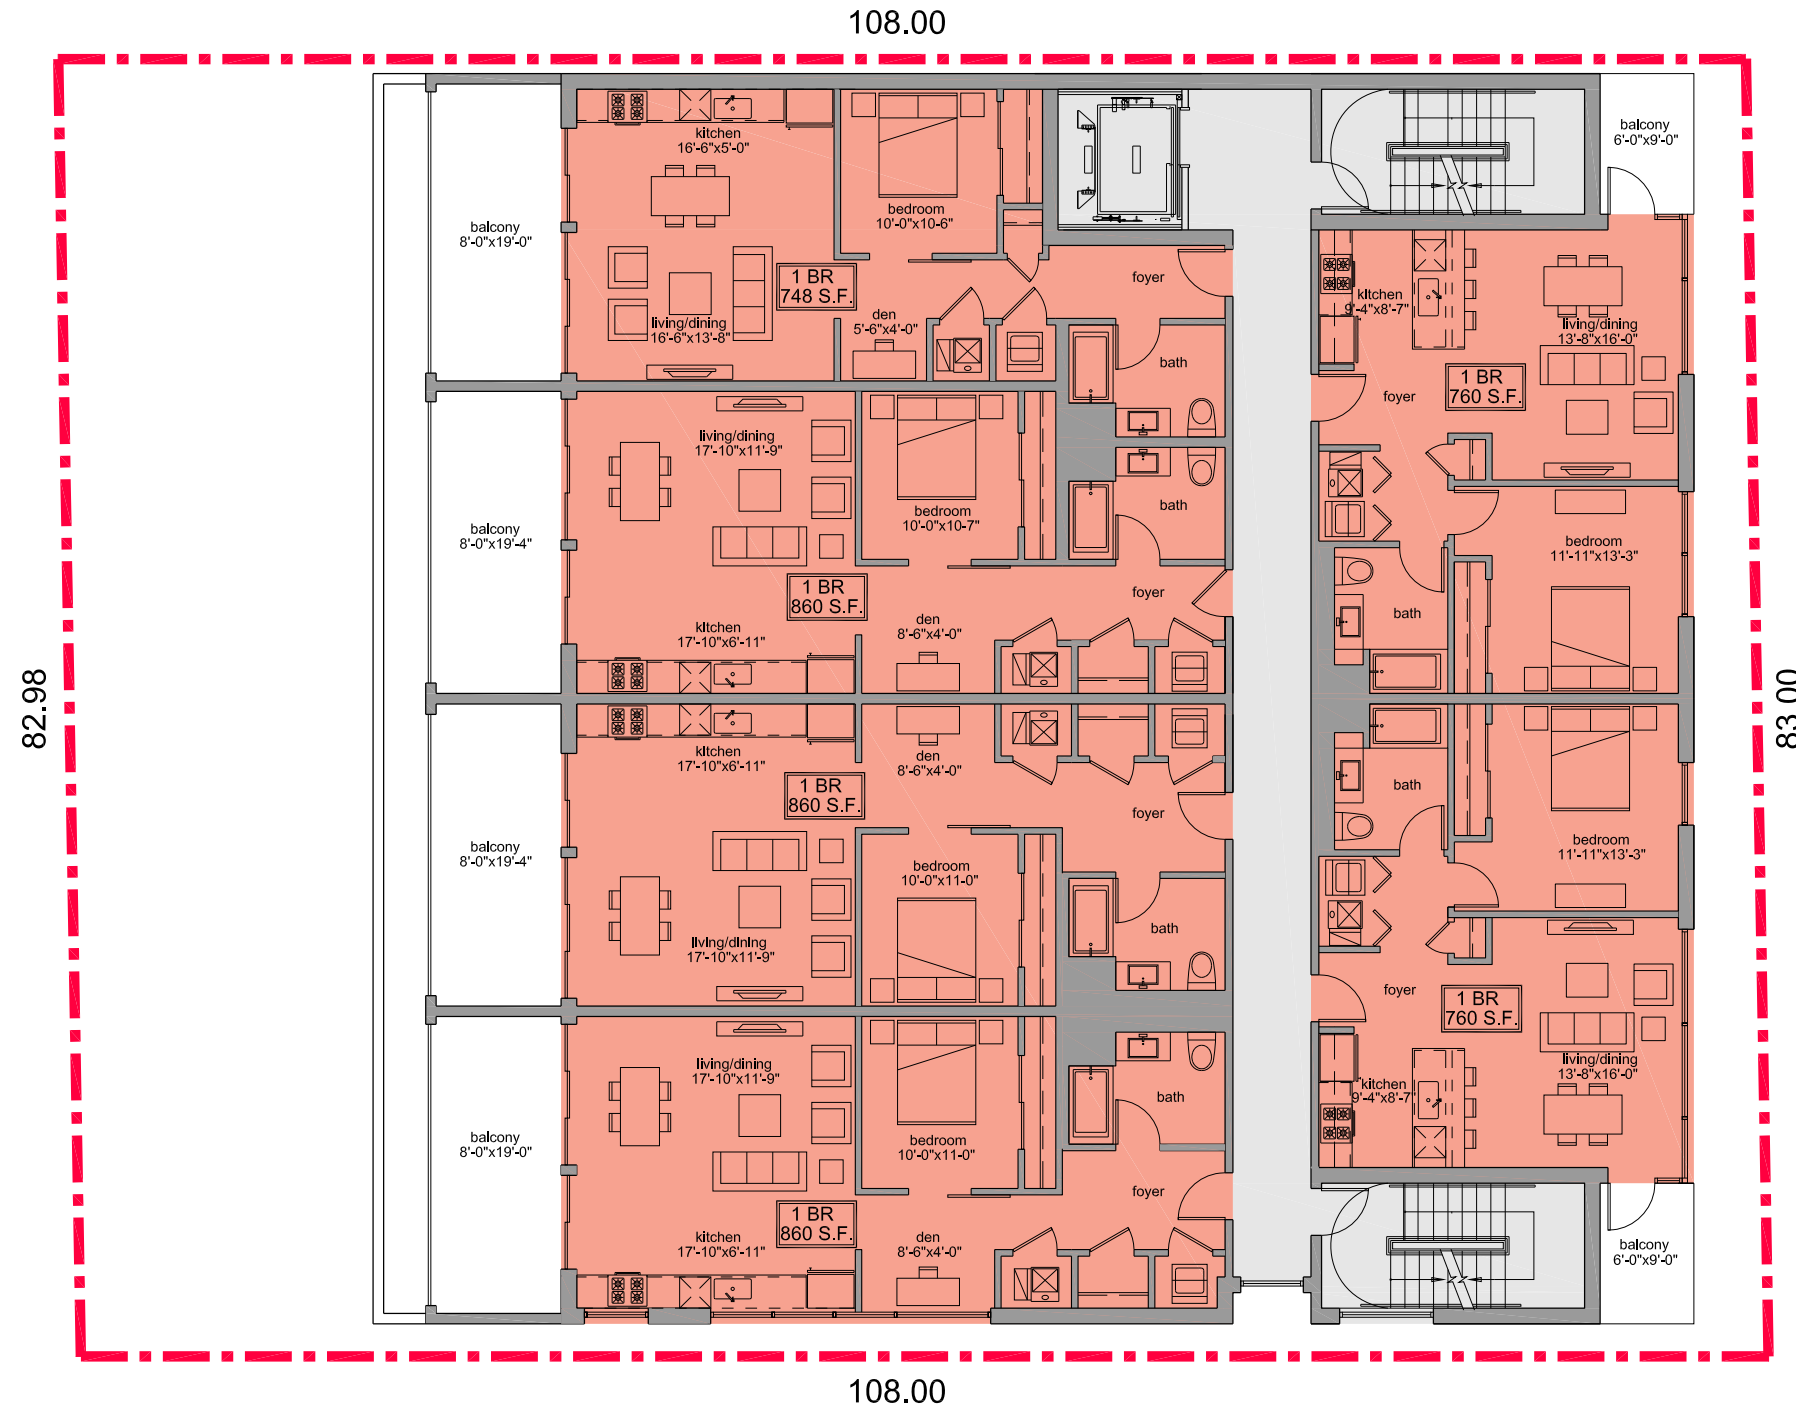 108.00
balcony
6'-0"x9'-0"
kitchen
16'-6"x5'-0"
bedroom
10'-0"x10-6"
balcony
8'-0"x19'-0"
1 BR
748 S.F.
foyer
living/dining
16'-6"x13'-8"
den
5'-6"x4'-0"
bath
kitchen
9'-4"x8'-7"
living/dining
13'-8"x16'-0"
1 BR
760 S.F.
foyer
living/dining
17'-10"x11'-9"
bedroom
10'-0"x10-7"
bath
balcony
8'-0"x19'-4"
bedroom
11'-11"x13'-3"
1 BR
860 S.F.
foyer
kitchen
17'-10"x6'-11"
den
8'-6"x4'-0"
bath
82.98
83.00
kitchen
17'-10"x6'-11"
den
8'-6"x4'-0"
1 BR
860 S.F.
foyer
bath
balcony
8'-0"x19'-4"
bedroom
10'-0"x11-0"
bedroom
11'-11"x13'-3"
living/dining
17'-10"x11'-9"
bath
foyer
1 BR
760 S.F.
living/dining
17'-10"x11'-9"
living/dining
13'-8"x16'-0"
kitchen
9'-4"x8'-7"
bath
balcony
8'-0"x19'-0"
bedroom
10'-0"x11-0"
foyer
1 BR
860 S.F.
kitchen
17'-10"x6'-11"
den
8'-6"x4'-0"
balcony
6'-0"x9'-0"
108.00